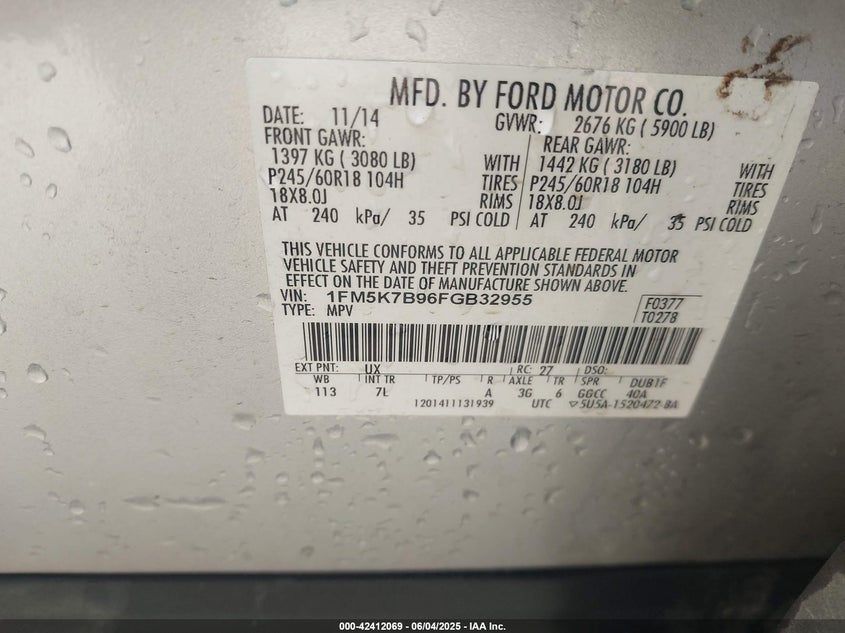 MFD. BY FORD MOTOR CO.
DATE: 11/14 GVWR: 2676 KG ( 5900 LB)
FRONT GAWR: REAR GAWR:
1397 KG ( 3080 LB) WITH 1442 KG ( 3180 LB) WITH
P245/60R18 104H TIRES P245/60R18 104H TIRES
18X8.0J RIMS 18X8.0J RIMS
AT 240 kPa/ 35 PSI COLD AT 240 kPa/ 35 PSI COLD
THIS VEHICLE CONFORMS TO ALL APPLICABLE FEDERAL MOTOR
VEHICLE SAFETY AND THEFT PREVENTION STANDARDS IN
EFFECT ON THE DATE OF MANUFACTURE SHOWN ABOVE.
VIN: 1FM5K7B96FGB32955 F0377
TYPE: MPV T0278
EXT PNT: UX RC: 27 DSO:
WB INT TR TP/PS R AXLE TR SPR DUB1F
113 7L A 3G 6 GGCC 40A
1201411131939 UTC ▽5U5A-1520472-BA
000-42412069 - 06/04/2025 - IAA Inc.